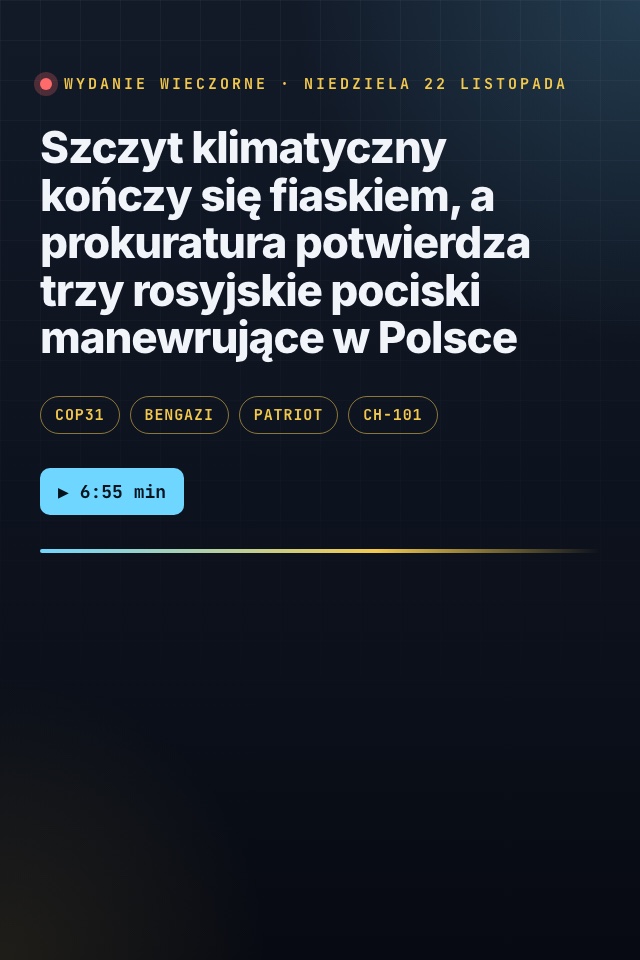 WYDANIE WIECZORNE · NIEDZIELA 22 LISTOPADA
Szczyt klimatyczny
kończy się fiaskiem, a
prokuratura potwierdza
trzy rosyjskie pociski
manewrujące w Polsce
COP31 BENGAZI PATRIOT CH-101
▶ 6:55 min